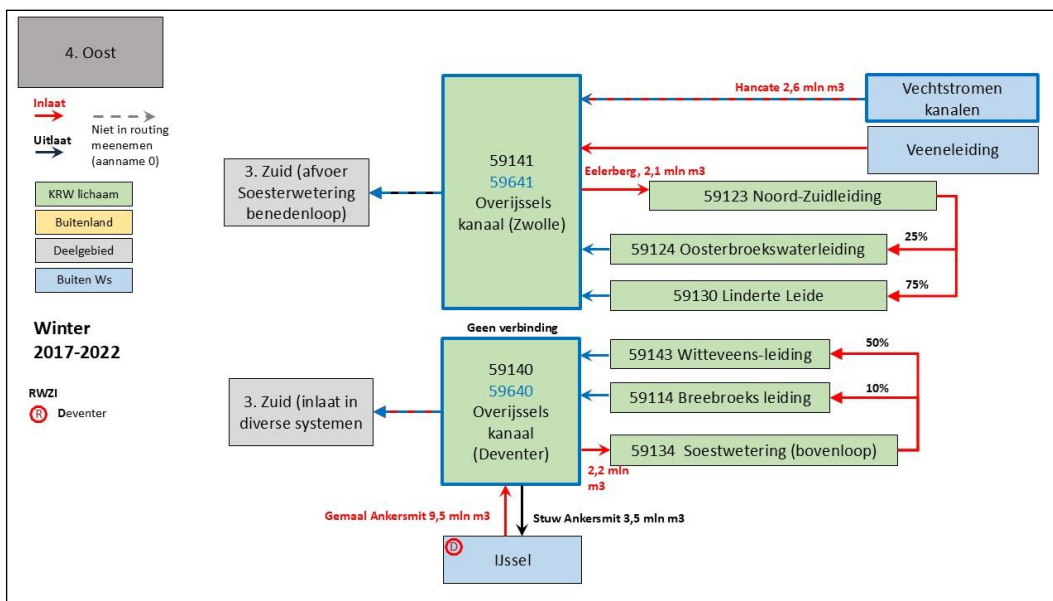 4. Oost
Inlaat
Uitlaat
Niet in routing
meenemen
(aanname 0)
KRW lichaam
Buitenland
Deelgebied
Buiten Ws
Winter
2017-2022
RWZI
R Deventer
3. Zuid (afvoer
Soesterwetering
benedenloop)
59141
59641
Overijssels
kanaal (Zwolle)
Hancate 2,6 mln m3
Vechtstromen
kanalen
Veeneleiding
Eelerberg, 2,1 mln m3
59123 Noord-Zuidleiding
25%
59124 Oosterbroekswaterleiding
75%
59130 Linderte Leide
Geen verbinding
3. Zuid (inlaat in
diverse systemen
59140
59640
Overijssels
kanaal
(Deventer)
50%
59143 Witteveens-leiding
10%
59114 Breebroeks leiding
59134 Soestwetering (bovenloop)
2,2 mln
m3
Gemaal Ankersmit 9,5 mln m3
Stuw Ankersmit 3,5 mln m3
D
IJssel